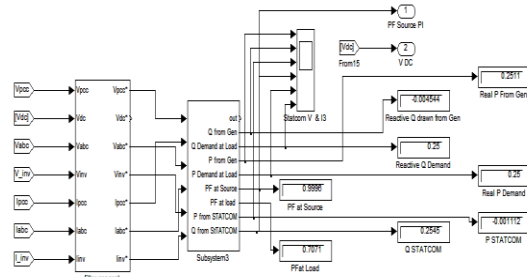 1
PF Source PI
[Vdc]
From15
2
V DC
0.2511
Real P From Gen
Statcom V & I3
-0.004544
Reactive Q drawn from Gen
0.25
Reactive Q Demand
0.25
Real P Demand
0.9996
PF at Source
-0.001112
P STATCOM
0.2545
Q STATCOM
0.7071
PFat Load
Vpcc
[Vdc]
Vabc
V_inv
Ipcc
Iabc
I_inv
Vpcc
Vdc
Vabc
Vinv
Ipcc
Iabc
Iinv
Vpcc*
Vdc*
Vabc*
Vinv*
Ipcc*
Iabc*
Iinv*
out
Q from Gen
Q Demand at Load
P from Gen
P Demand at Load
PF at Source
PF at load
P from STATCOM
Q from StTATCOM
Subsystem3